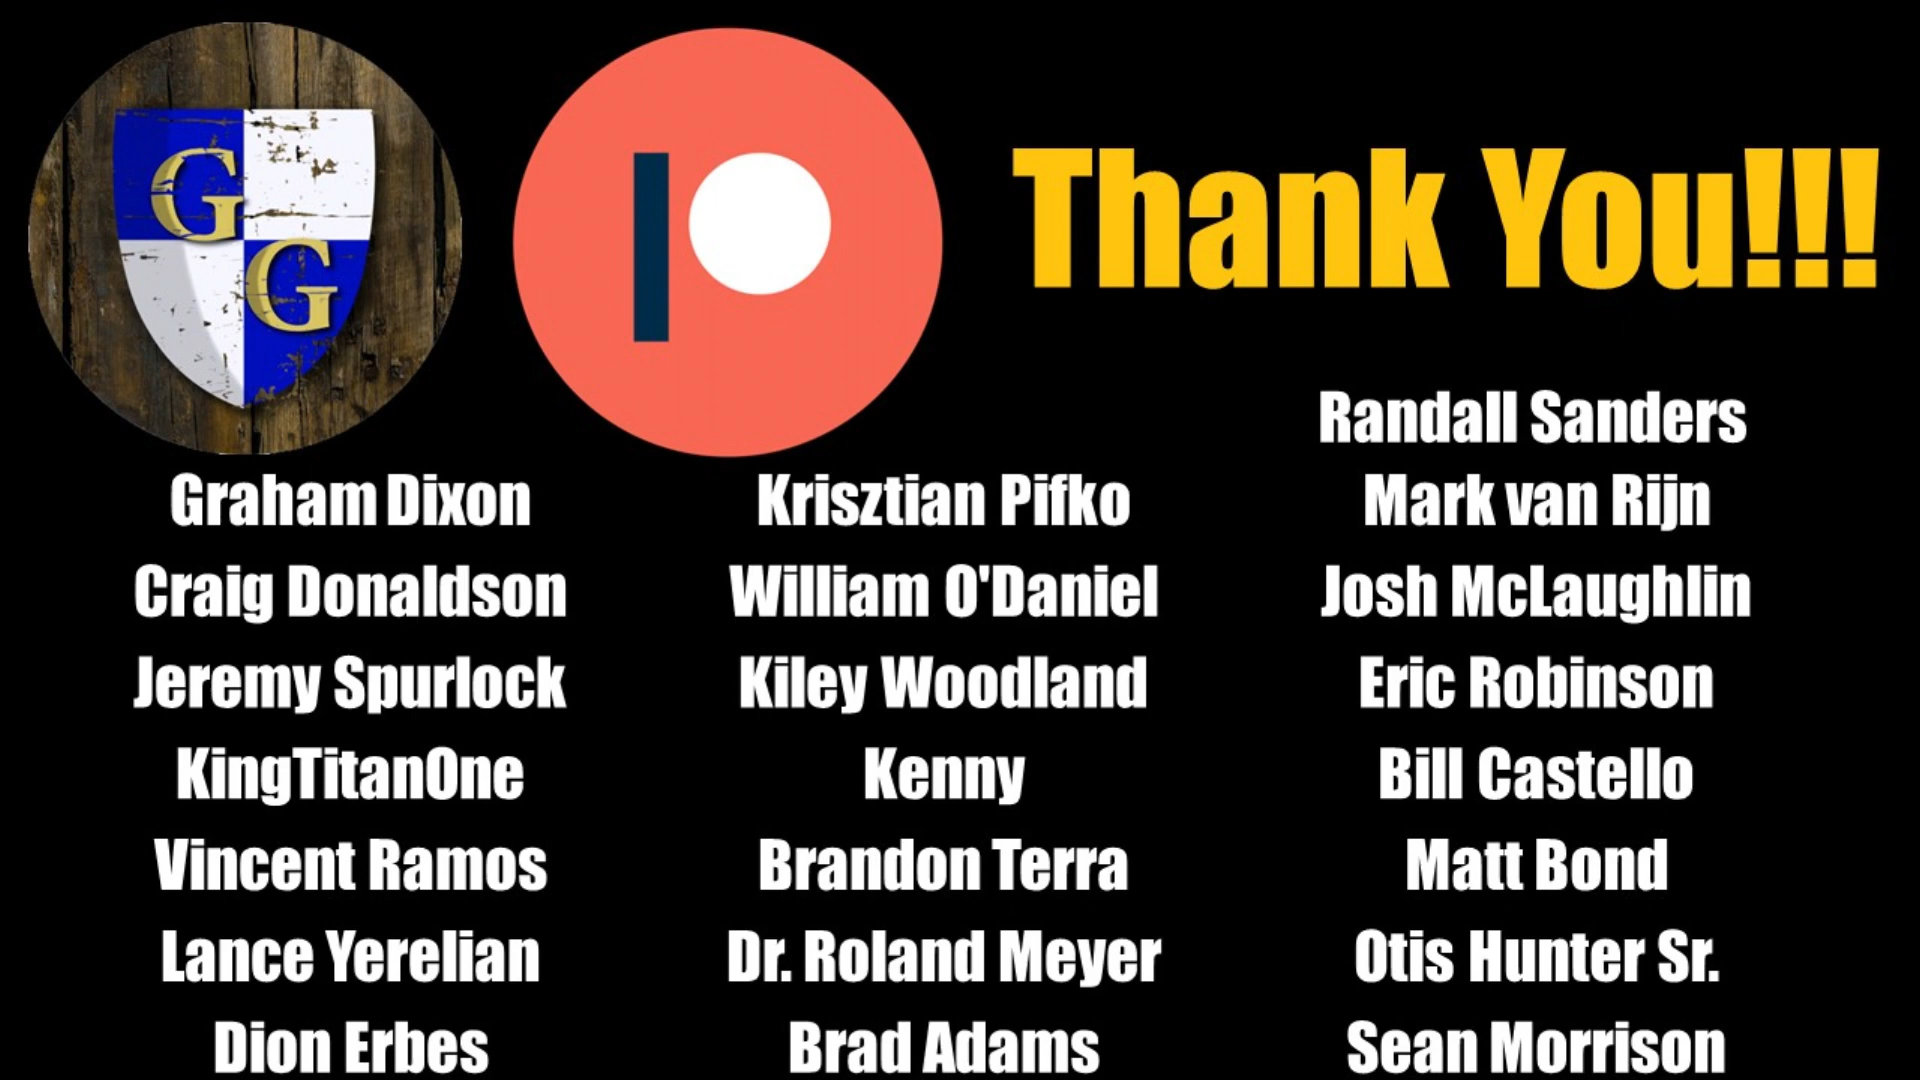 G
G
Thank You!!!
Randall Sanders
Graham Dixon
Krisztian Pifko
Mark van Rijn
Craig Donaldson
William O'Daniel
Josh McLaughlin
Jeremy Spurlock
Kiley Woodland
Eric Robinson
KingTitanOne
Kenny
Bill Castello
Vincent Ramos
Brandon Terra
Matt Bond
Lance Yerelian
Dr. Roland Meyer
Otis Hunter Sr.
Dion Erbes
Brad Adams
Sean Morrison